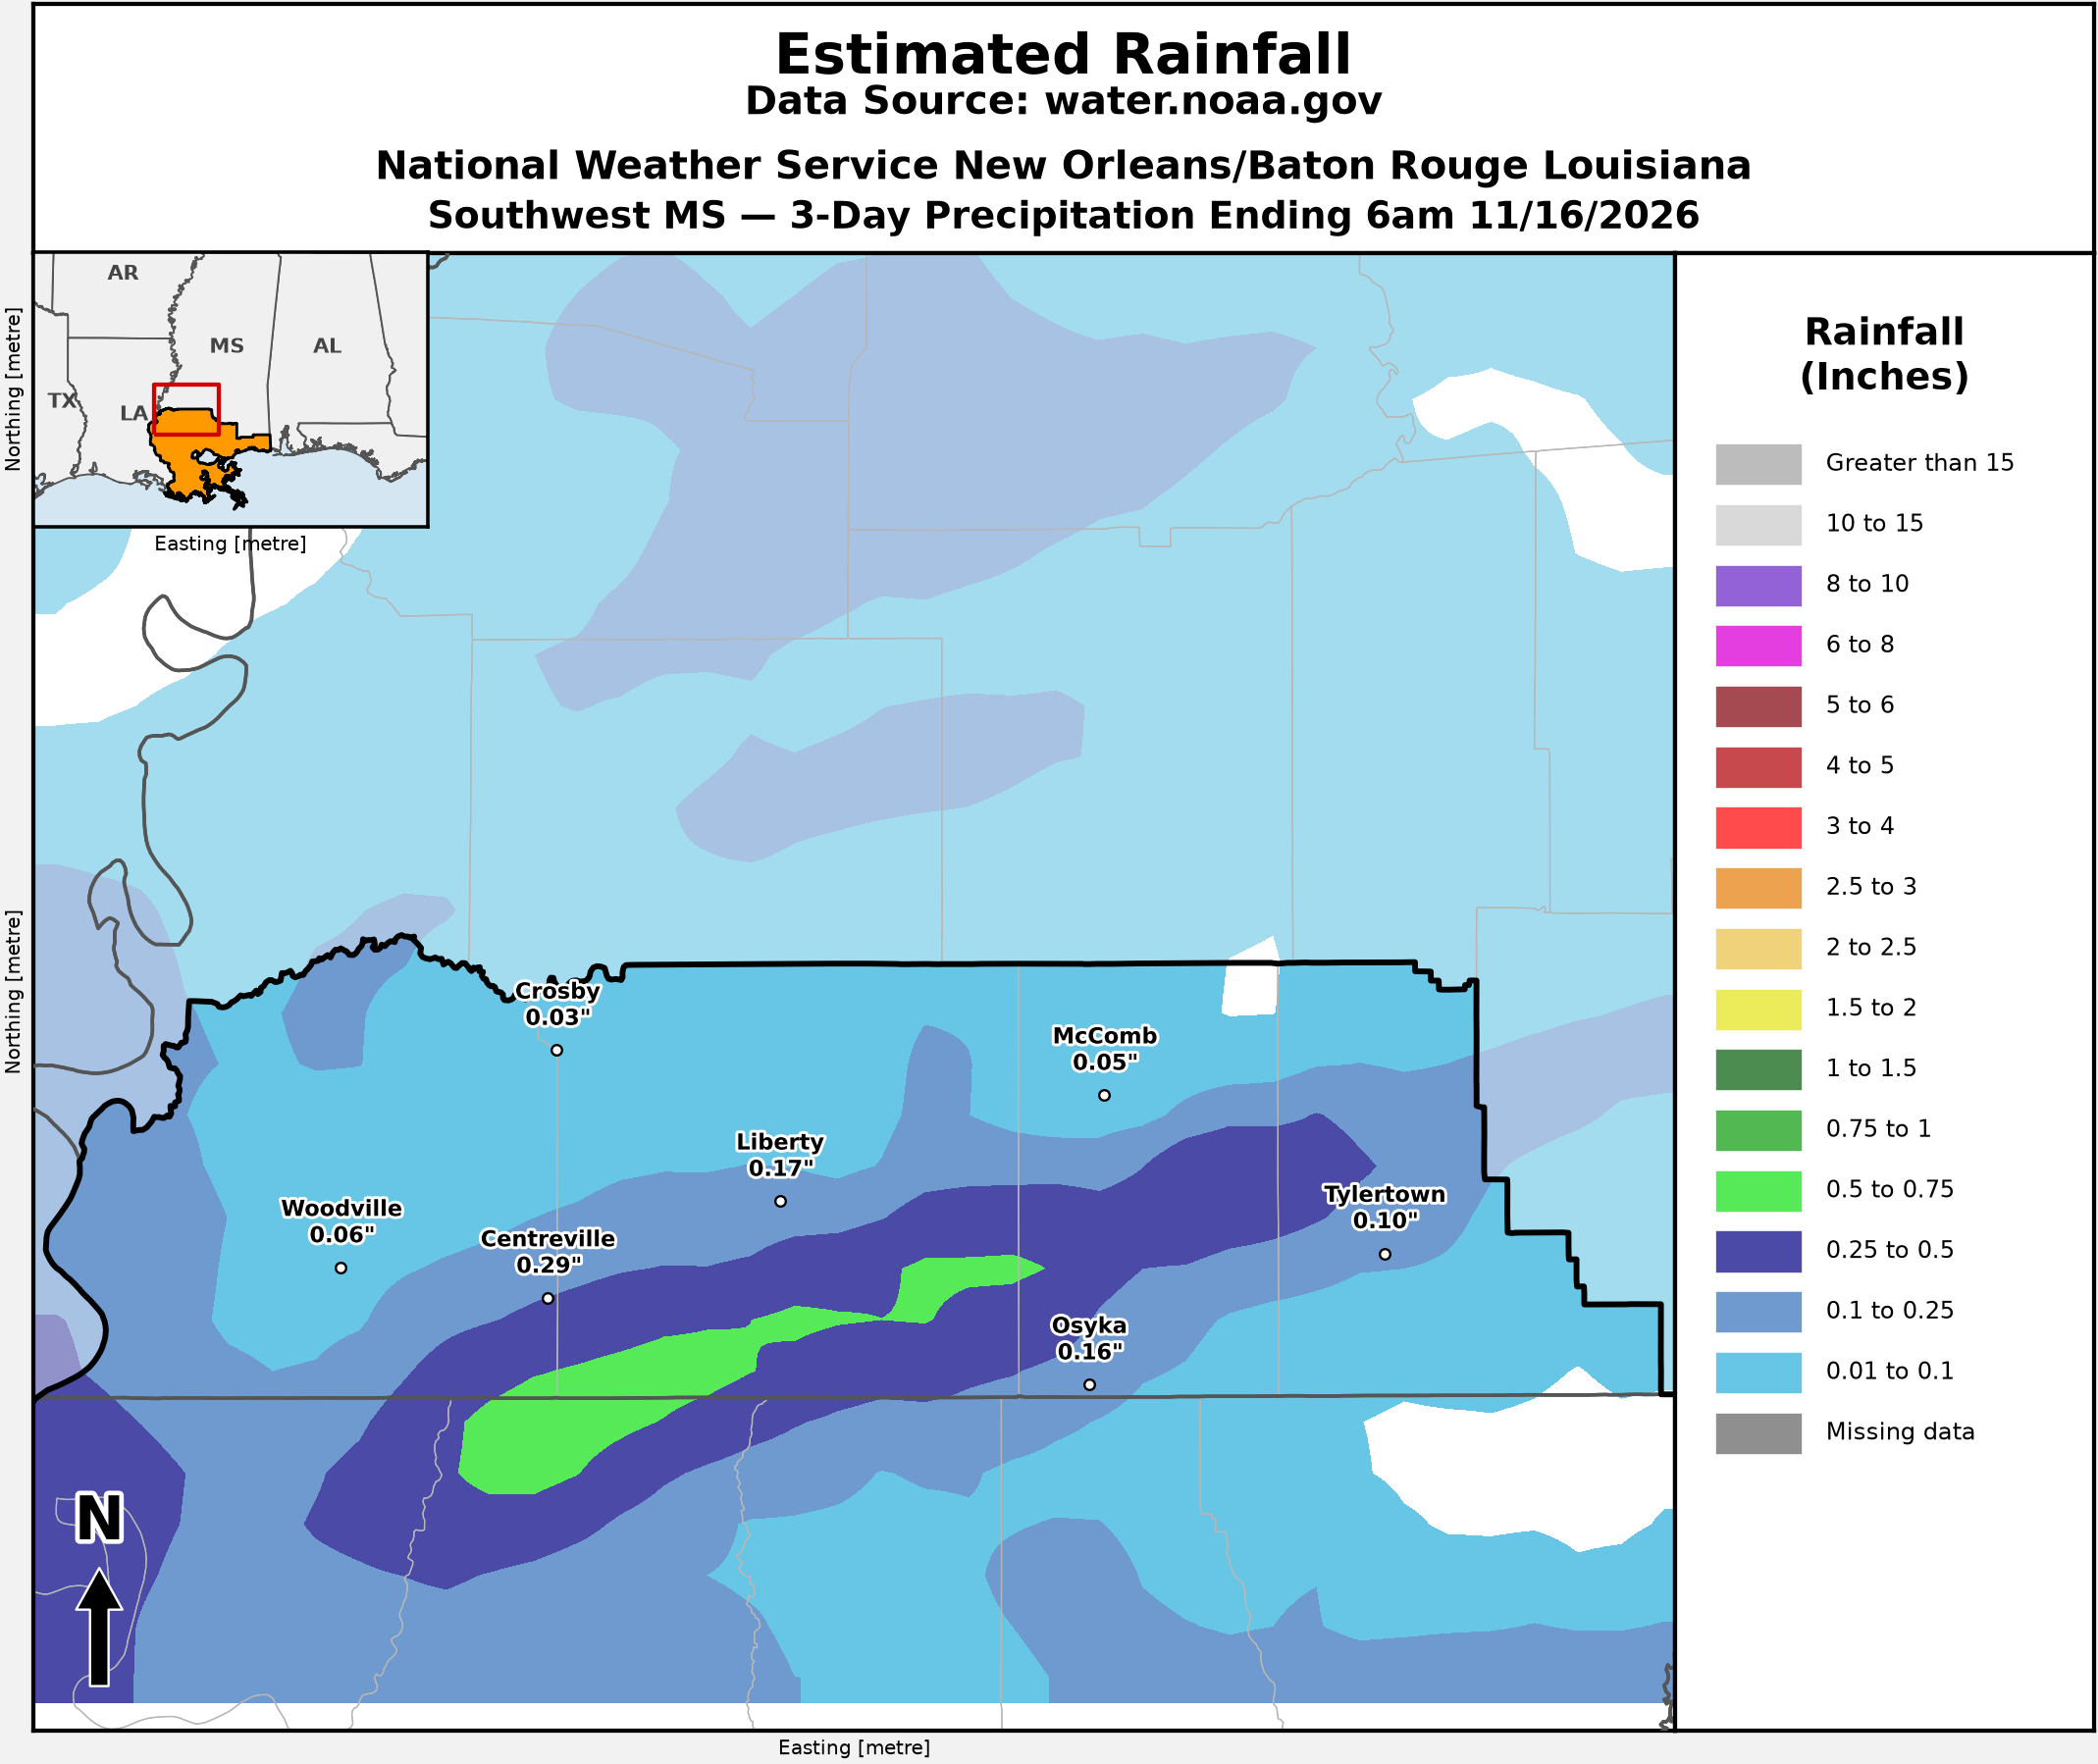 Estimated Rainfall
Data Source: water.noaa.gov
National Weather Service New Orleans/Baton Rouge Louisiana
Southwest MS — 3-Day Precipitation Ending 6am 11/16/2026
AR
MS
AL
TX
LA
Northing [metre]
Easting [metre]
Rainfall
(Inches)
Greater than 15
10 to 15
8 to 10
6 to 8
5 to 6
4 to 5
3 to 4
2.5 to 3
2 to 2.5
1.5 to 2
1 to 1.5
0.75 to 1
0.5 to 0.75
0.25 to 0.5
0.1 to 0.25
0.01 to 0.1
Missing data
Northing [metre]
Crosby
0.03"
McComb
0.05"
Liberty
0.17"
Woodville
0.06"
Tylertown
0.10"
Centreville
0.29"
Osyka
0.16"
N
Easting [metre]